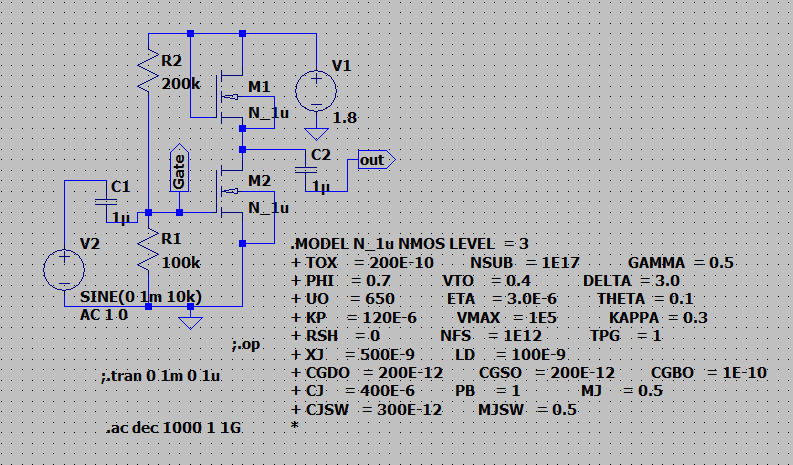 R2
200k
M1
N_1u
V1
1.8
Gate
C2
1µ
out
M2
N_1u
C1
1µ
R1
100k
V2
SINE(0 1m 10k)
AC 1 0
;.op
;.tran 0 1m 0 1u
.ac dec 1000 1 1G
.MODEL N_1u NMOS LEVEL = 3
+ TOX = 200E-10 NSUB = 1E17 GAMMA = 0.5
+ PHI = 0.7 VTO = 0.4 DELTA = 3.0
+ UO = 650 ETA = 3.0E-6 THETA = 0.1
+ KP = 120E-6 VMAX = 1E5 KAPPA = 0.3
+ RSH = 0 NFS = 1E12 TPG = 1
+ XJ = 500E-9 LD = 100E-9
+ CGDO = 200E-12 CGSO = 200E-12 CGBO = 1E-10
+ CJ = 400E-6 PB = 1 MJ = 0.5
+ CJSW = 300E-12 MJSW = 0.5
*